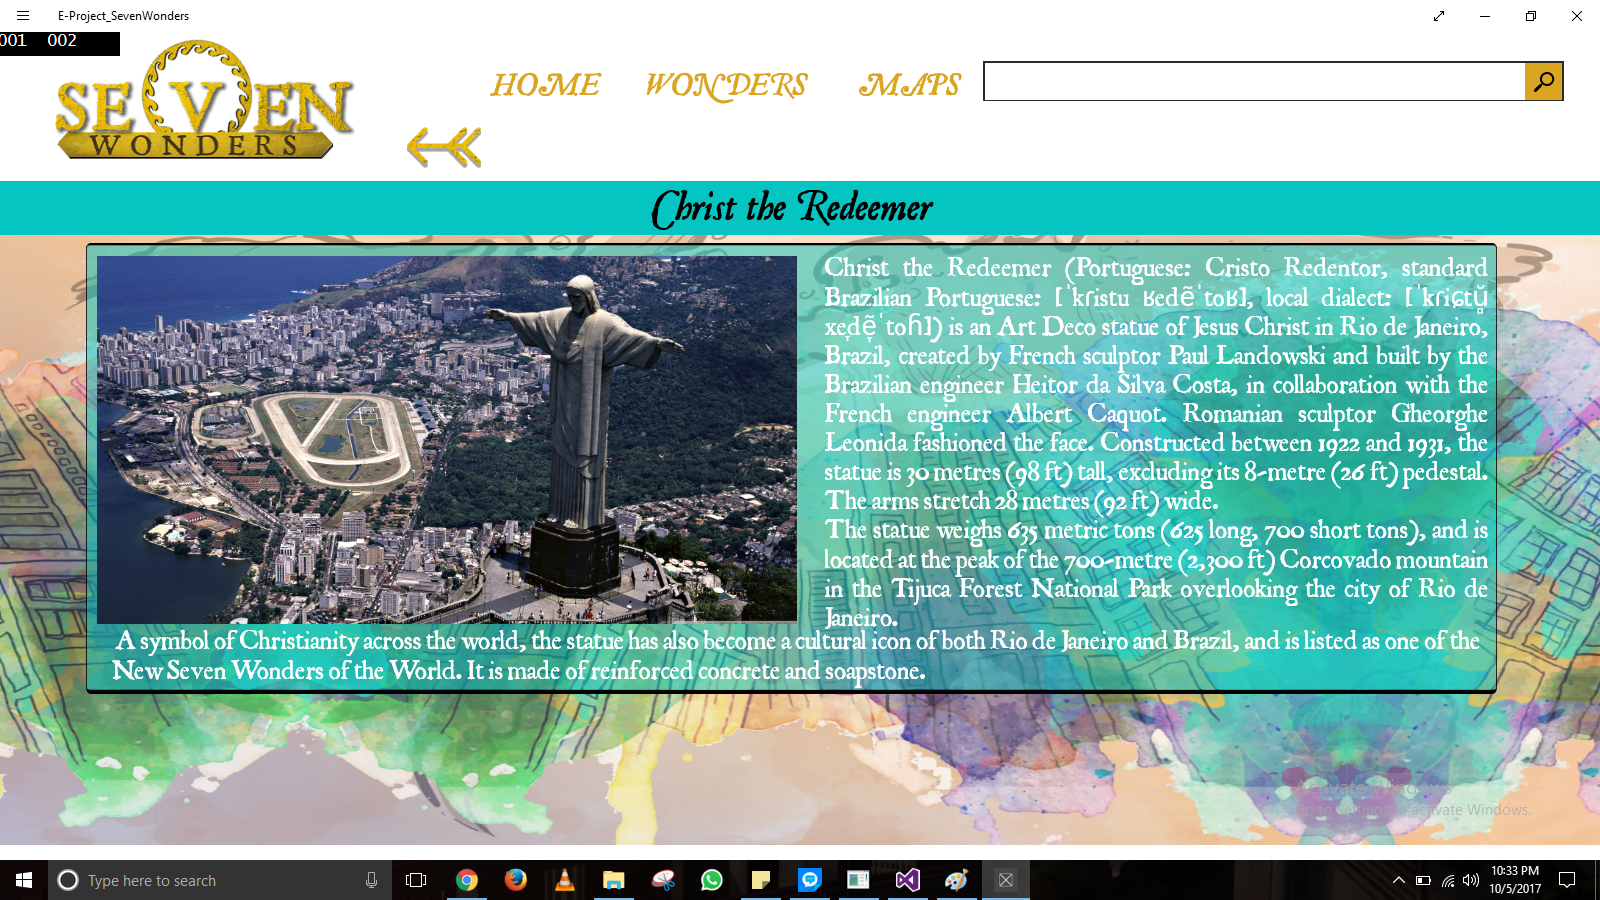 E-Project_SevenWonders
001 002
SEVEN
WONDERS
HOME WONDERS MAPS
Christ the Redeemer
Christ the Redeemer (Portuguese: Cristo Redentor, standard
Brazilian Portuguese: [ˈkɾistu ʁedẽˈtoʁ], local dialect: [ˈkɾiɕtŭ̥
xe̞dẽ̞ˈtoɦ]) is an Art Deco statue of Jesus Christ in Rio de Janeiro,
Brazil, created by French sculptor Paul Landowski and built by the
Brazilian engineer Heitor da Silva Costa, in collaboration with the
French engineer Albert Caquot. Romanian sculptor Gheorghe
Leonida fashioned the face. Constructed between 1922 and 1931, the
statue is 30 metres (98 ft) tall, excluding its 8-metre (26 ft) pedestal.
The arms stretch 28 metres (92 ft) wide.
The statue weighs 635 metric tons (625 long, 700 short tons), and is
located at the peak of the 700-metre (2,300 ft) Corcovado mountain
in the Tijuca Forest National Park overlooking the city of Rio de
Janeiro.
A symbol of Christianity across the world, the statue has also become a cultural icon of both Rio de Janeiro and Brazil, and is listed as one of the
New Seven Wonders of the World. It is made of reinforced concrete and soapstone.
Activate Windows
Go to Settings to activate Windows.
Type here to search
10:33 PM
10/5/2017